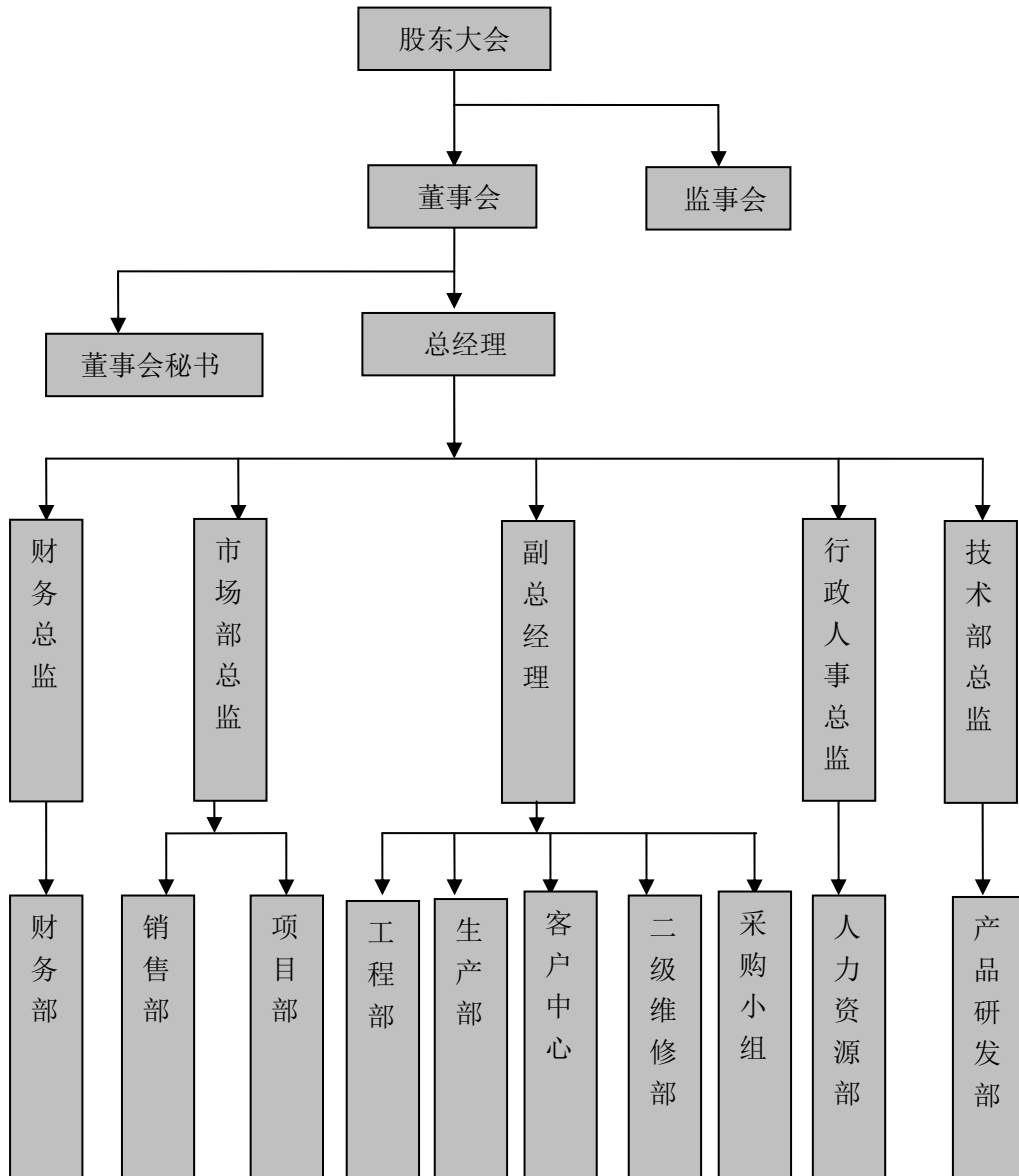 股东大会
董事会
监事会
董事会秘书
总经理
财务总监
市场部总监
副总经理
行政人事总监
技术部总监
财务部
销售部
项目部
工程部
生产部
客户中心
二级维修部
采购小组
人力资源部
产品研发部